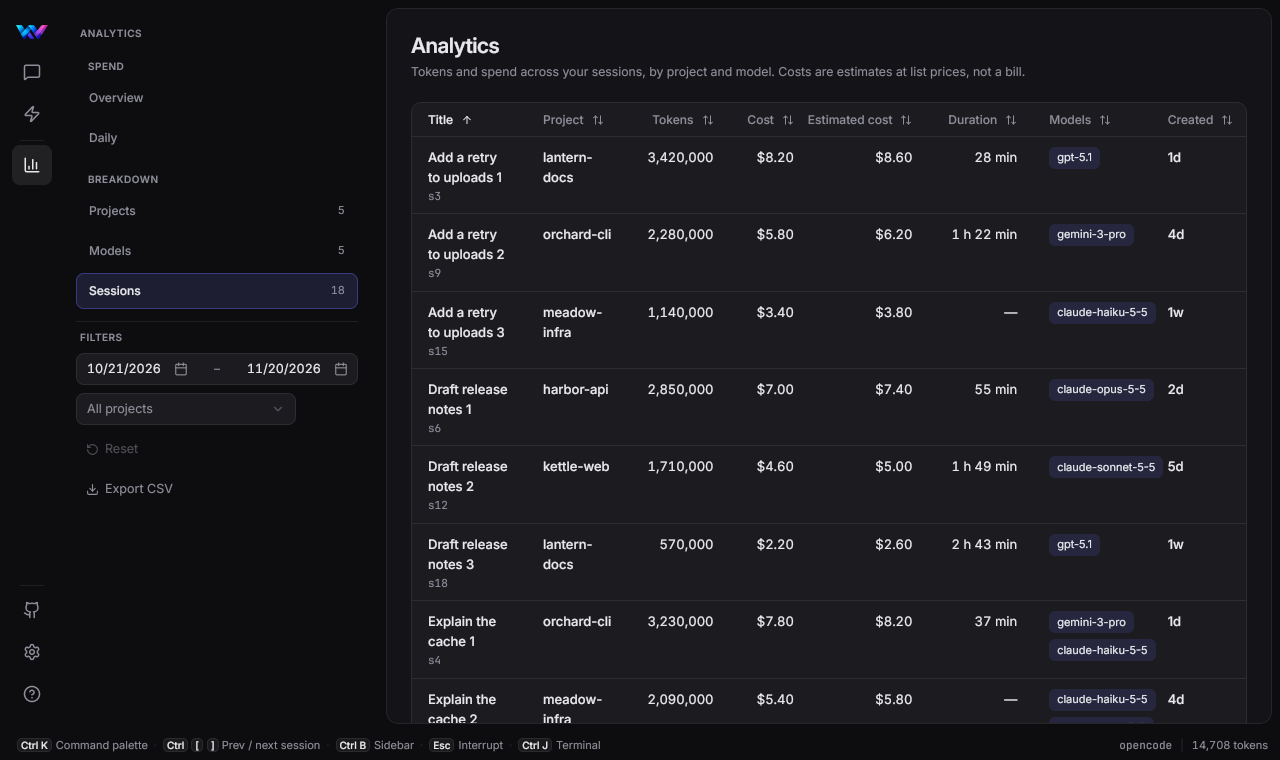 ANALYTICS
SPEND
Overview
Daily
BREAKDOWN
Projects 5
Models 5
Sessions 18
FILTERS
10/21/2026 – 11/20/2026
All projects
Reset
Export CSV
Analytics
Tokens and spend across your sessions, by project and model. Costs are estimates at list prices, not a bill.
Title Project Tokens Cost Estimated cost Duration Models Created
Add a retry lantern- 3,420,000 $8.20 $8.60 28 min gpt-5.1 1d
to uploads 1 docs
s3
Add a retry orchard-cli 2,280,000 $5.80 $6.20 1 h 22 min gemini-3-pro 4d
to uploads 2
s9
Add a retry meadow- 1,140,000 $3.40 $3.80 — claude-haiku-5-5 1w
to uploads 3 infra
s15
Draft release harbor-api 2,850,000 $7.00 $7.40 55 min claude-opus-5-5 2d
notes 1
s6
Draft release kettle-web 1,710,000 $4.60 $5.00 1 h 49 min claude-sonnet-5-5 5d
notes 2
s12
Draft release lantern- 570,000 $2.20 $2.60 2 h 43 min gpt-5.1 1w
notes 3 docs
s18
Explain the orchard-cli 3,230,000 $7.80 $8.20 37 min gemini-3-pro 1d
cache 1 claude-haiku-5-5
s4
Explain the meadow- 2,090,000 $5.40 $5.80 — claude-haiku-5-5 4d
cache 2 infra
Ctrl K Command palette · Ctrl [ ] Prev / next session · Ctrl B Sidebar · Esc Interrupt · Ctrl J Terminal opencode 14,708 tokens